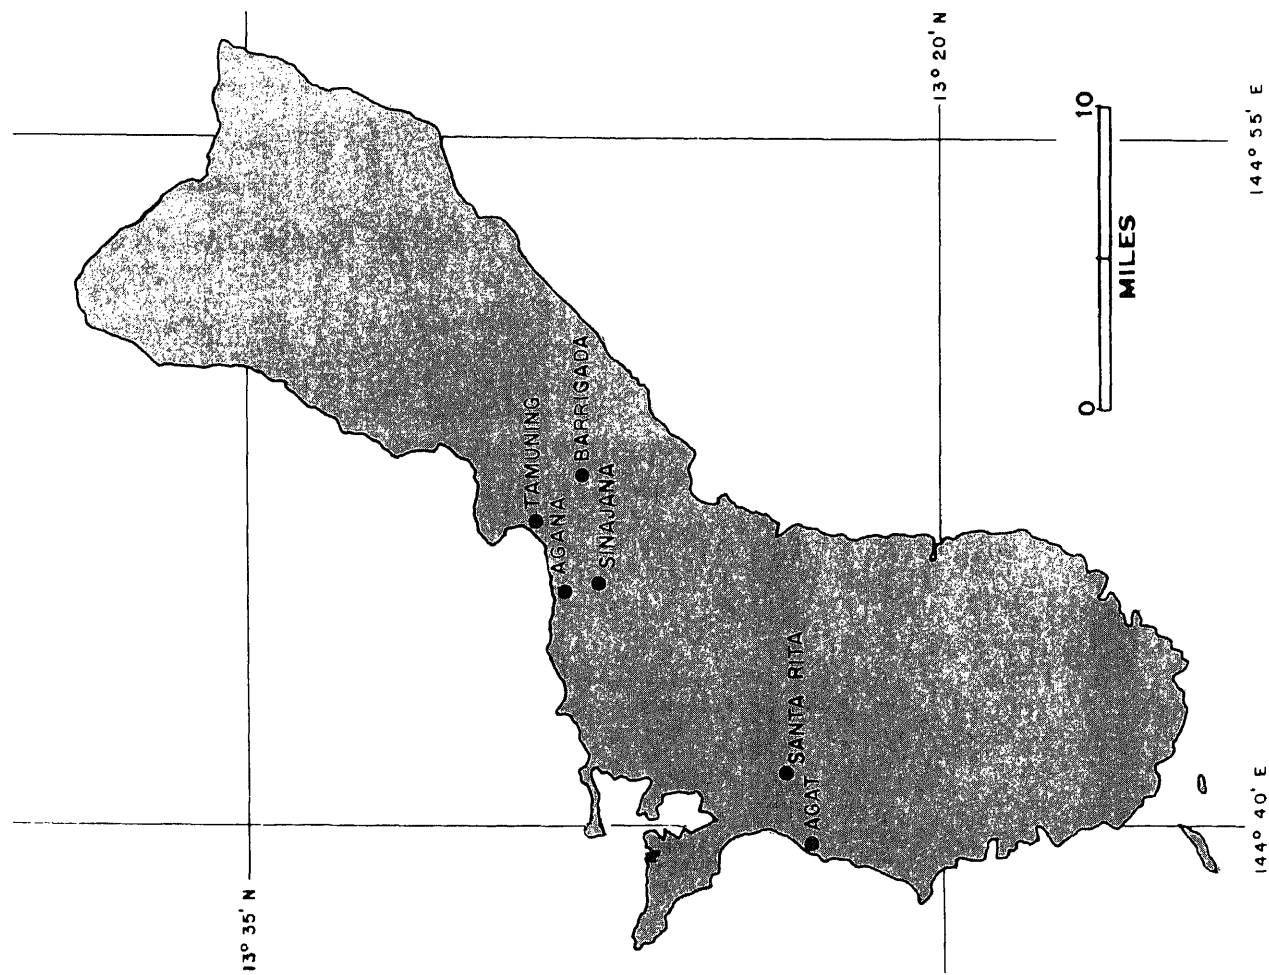 13° 35' N
TAMUNING
AGANA
BARRIGADA
SINAJANA
SANTA RITA
AGAT
13° 20' N
0 10
MILES
144° 40' E
144° 55' E